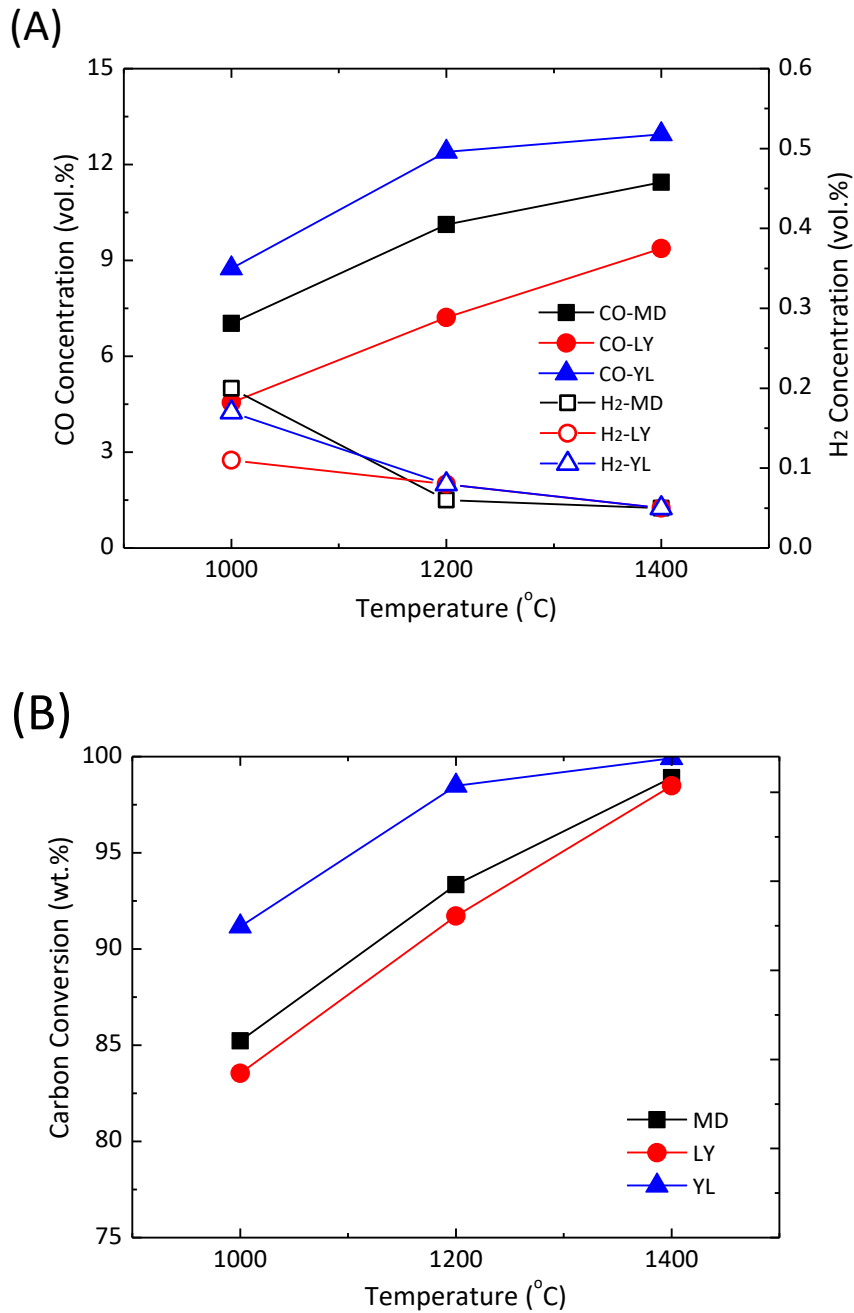 (A)
15
12
9
6
3
0
CO Concentration (vol.%)
0.6
0.5
0.4
0.3
0.2
0.1
0.0
H2 Concentration (vol.%)
CO-MD
CO-LY
CO-YL
H2-MD
H2-LY
H2-YL
1000 1200 1400
Temperature (°C)
(B)
100
95
90
85
80
75
Carbon Conversion (wt.%)
MD
LY
YL
1000 1200 1400
Temperature (°C)